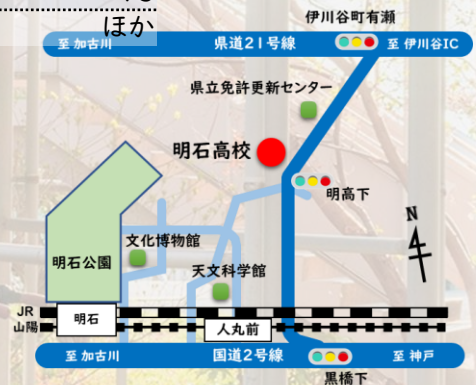 ほか
伊川谷町有瀬
至 加古川
県道21号線
至 伊川谷IC
県立免許更新センター
明石高校
明高下
N
文化博物館
明石公園
天文科学館
JR
山陽
明石
人丸前
至 加古川
国道2号線
至 神戸
黒橋下